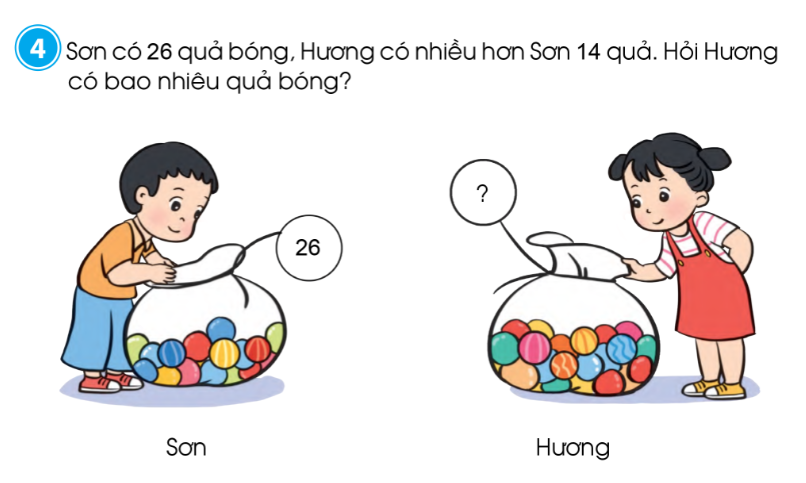 4 Sơn có 26 quả bóng, Hương có nhiều hơn Sơn 14 quả. Hỏi Hương
có bao nhiêu quả bóng?
?
26
Sơn
Hương